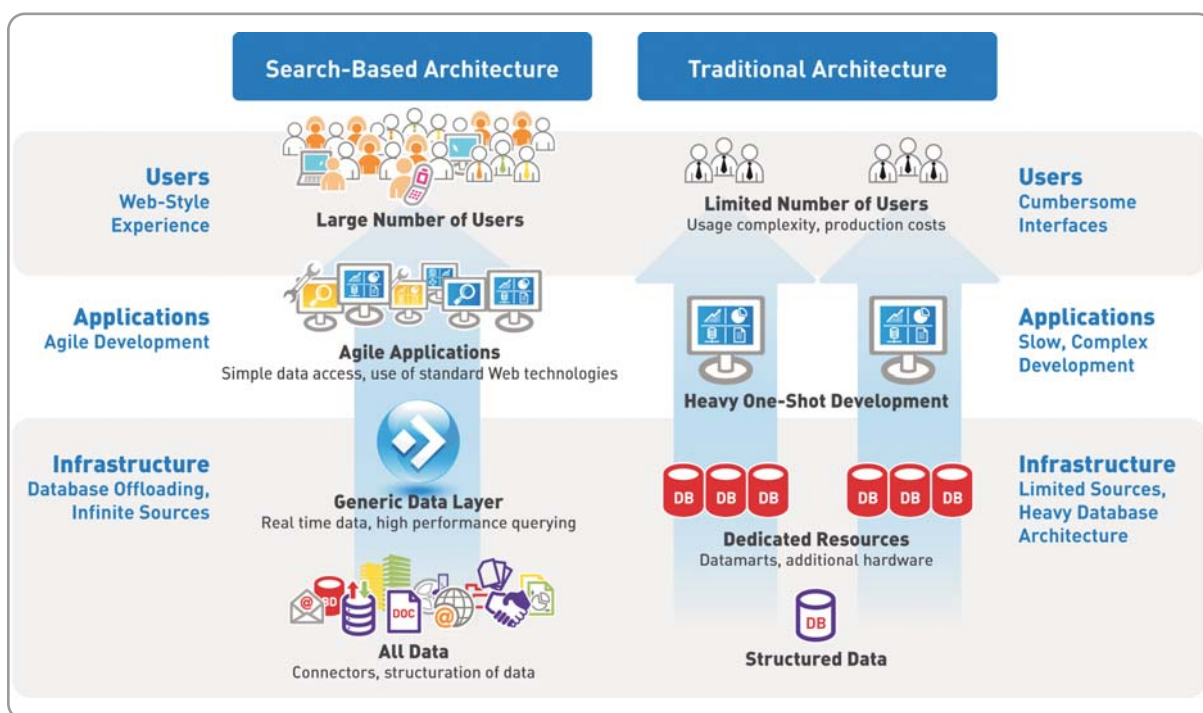 Search-Based Architecture
Traditional Architecture
Users
Web-Style
Experience
Large Number of Users
Limited Number of Users
Usage complexity, production costs
Users
Cumbersome
Interfaces
Applications
Agile Development
Agile Applications
Simple data access, use of standard Web technologies
Heavy One-Shot Development
Applications
Slow, Complex
Development
Infrastructure
Database Offloading,
Infinite Sources
Generic Data Layer
Real time data, high performance querying
DB DB DB
DB DB DB
Dedicated Resources
Datamarts, additional hardware
Infrastructure
Limited Sources,
Heavy Database
Architecture
@ BD DOC @
All Data
Connectors, structuration of data
DB
Structured Data